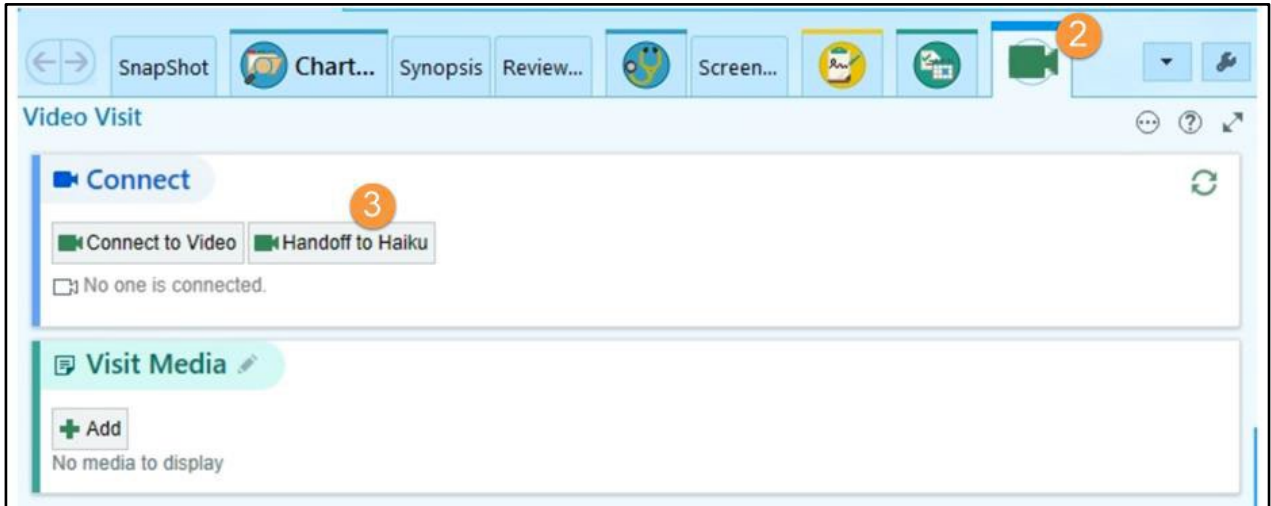 2
SnapShot Chart... Synopsis Review... Screen...
Video Visit
Connect
3
Connect to Video Handoff to Haiku
No one is connected.
Visit Media
Add
No media to display